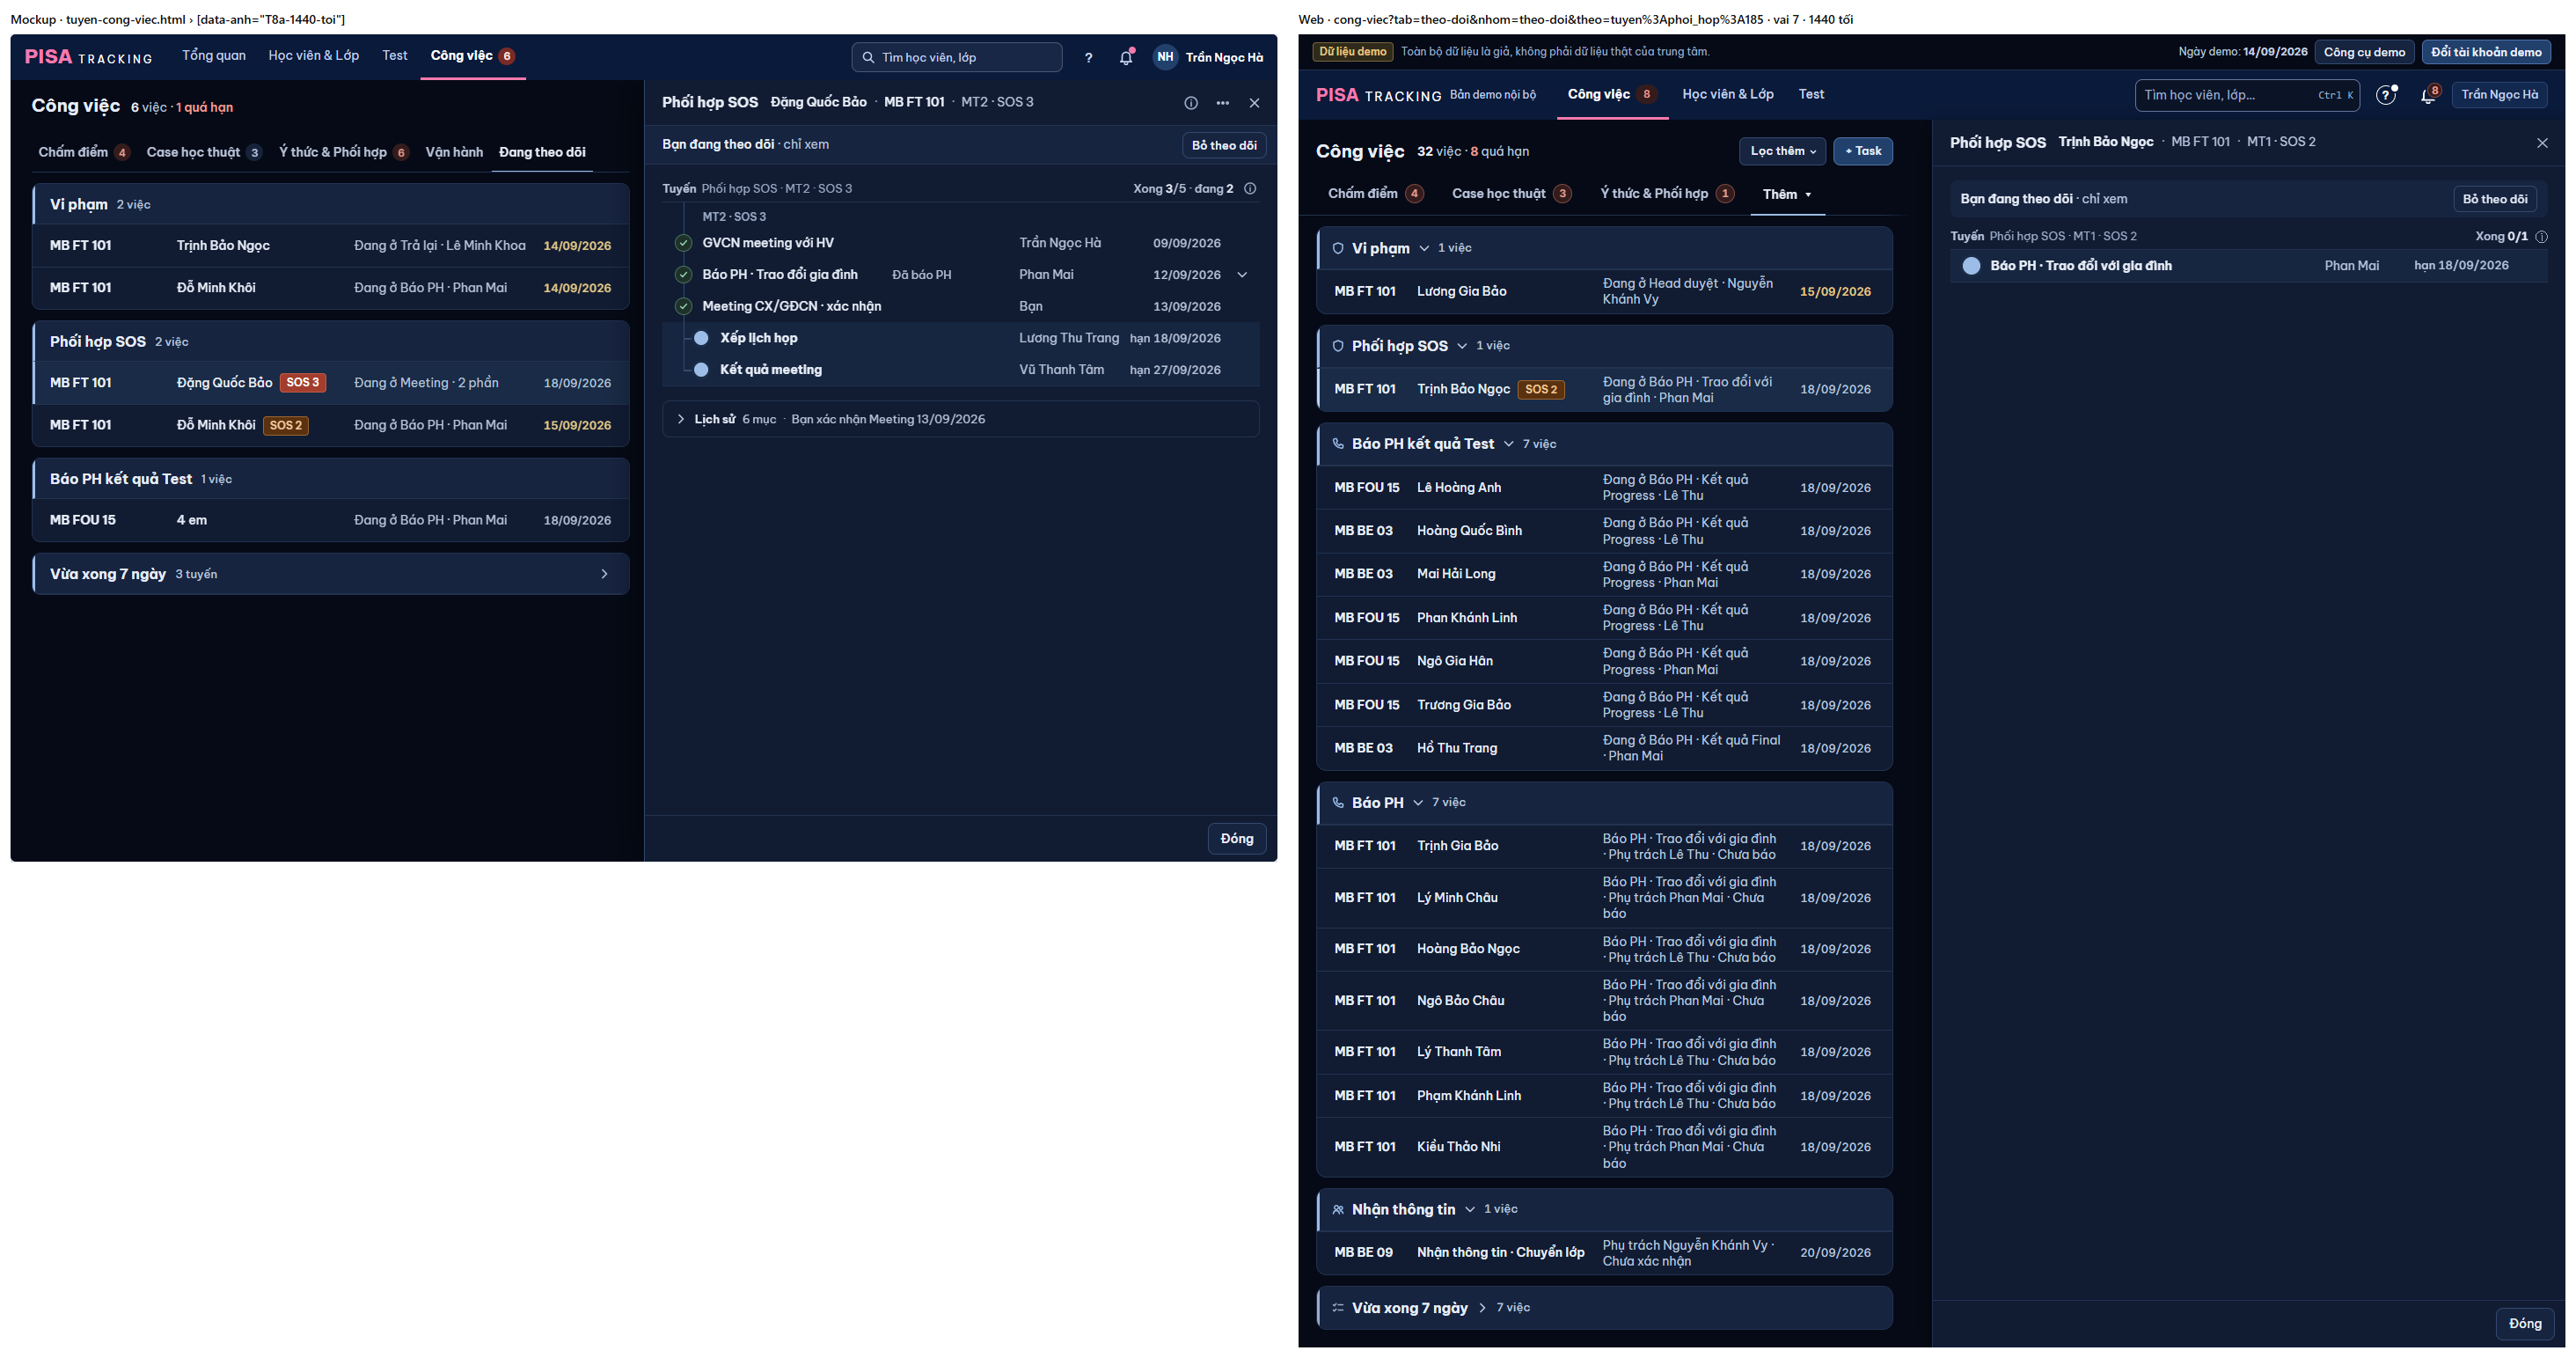 Mockup · tuyen-cong-viec.html › [data-anh="T8a-1440-toi"]
PISA TRACKING Tổng quan Học viên & Lớp Test Công việc 6 Tìm học viên, lớp ? NH Trần Ngọc Hà
Công việc 6 việc · 1 quá hạn
Chấm điểm 4 Case học thuật 3 Ý thức & Phối hợp 6 Vận hành Đang theo dõi
Vi phạm 2 việc
MB FT 101 Trịnh Bảo Ngọc Đang ở Trả lại · Lê Minh Khoa 14/09/2026
MB FT 101 Đỗ Minh Khôi Đang ở Báo PH · Phan Mai 14/09/2026
Phối hợp SOS 2 việc
MB FT 101 Đặng Quốc Bảo SOS 3 Đang ở Meeting · 2 phần 18/09/2026
MB FT 101 Đỗ Minh Khôi SOS 2 Đang ở Báo PH · Phan Mai 15/09/2026
Báo PH kết quả Test 1 việc
MB FOU 15 4 em Đang ở Báo PH · Phan Mai 18/09/2026
Vừa xong 7 ngày 3 tuyến
Phối hợp SOS Đặng Quốc Bảo · MB FT 101 · MT2 · SOS 3
Bạn đang theo dõi · chỉ xem Bỏ theo dõi
Tuyến Phối hợp SOS · MT2 · SOS 3 Xong 3/5 · đang 2
MT2 · SOS 3
GVCN meeting với HV Trần Ngọc Hà 09/09/2026
Báo PH · Trao đổi gia đình Đã báo PH Phan Mai 12/09/2026
Meeting CX/GĐCN · xác nhận Bạn 13/09/2026
Xếp lịch họp Lương Thu Trang hạn 18/09/2026
Kết quả meeting Vũ Thanh Tâm hạn 27/09/2026
Lịch sử 6 mục · Bạn xác nhận Meeting 13/09/2026
Đóng
Web · cong-viec?tab=theo-doi&nhom=theo-doi&theo=tuyen%3Aphoi_hop%3A185 · vai 7 · 1440 tối
Dữ liệu demo Toàn bộ dữ liệu là giả, không phải dữ liệu thật của trung tâm. Ngày demo: 14/09/2026 Công cụ demo Đổi tài khoản demo
PISA TRACKING Bản demo nội bộ Công việc 8 Học viên & Lớp Test Tìm học viên, lớp... Ctrl K ? 8 Trần Ngọc Hà
Công việc 32 việc · 8 quá hạn Lọc thêm + Task
Chấm điểm 4 Case học thuật 3 Ý thức & Phối hợp 1 Thêm
Vi phạm 1 việc
MB FT 101 Lương Gia Bảo Đang ở Head duyệt · Nguyễn Khánh Vy 15/09/2026
Phối hợp SOS 1 việc
MB FT 101 Trịnh Bảo Ngọc SOS 2 Đang ở Báo PH · Trao đổi với gia đình · Phan Mai 18/09/2026
Báo PH kết quả Test 7 việc
MB FOU 15 Lê Hoàng Anh Đang ở Báo PH · Kết quả Progress · Lê Thu 18/09/2026
MB BE 03 Hoàng Quốc Bình Đang ở Báo PH · Kết quả Progress · Lê Thu 18/09/2026
MB BE 03 Mai Hải Long Đang ở Báo PH · Kết quả Progress · Phan Mai 18/09/2026
MB FOU 15 Phan Khánh Linh Đang ở Báo PH · Kết quả Progress · Lê Thu 18/09/2026
MB FOU 15 Ngô Gia Hân Đang ở Báo PH · Kết quả Progress · Phan Mai 18/09/2026
MB FOU 15 Trương Gia Bảo Đang ở Báo PH · Kết quả Progress · Lê Thu 18/09/2026
MB BE 03 Hồ Thu Trang Đang ở Báo PH · Kết quả Final · Phan Mai 18/09/2026
Báo PH 7 việc
MB FT 101 Trịnh Gia Bảo Báo PH · Trao đổi với gia đình · Phụ trách Lê Thu · Chưa báo 18/09/2026
MB FT 101 Lý Minh Châu Báo PH · Trao đổi với gia đình · Phụ trách Phan Mai · Chưa báo 18/09/2026
MB FT 101 Hoàng Bảo Ngọc Báo PH · Trao đổi với gia đình · Phụ trách Lê Thu · Chưa báo 18/09/2026
MB FT 101 Ngô Bảo Châu Báo PH · Trao đổi với gia đình · Phụ trách Phan Mai · Chưa báo 18/09/2026
MB FT 101 Lý Thanh Tâm Báo PH · Trao đổi với gia đình · Phụ trách Lê Thu · Chưa báo 18/09/2026
MB FT 101 Phạm Khánh Linh Báo PH · Trao đổi với gia đình · Phụ trách Lê Thu · Chưa báo 18/09/2026
MB FT 101 Kiều Thảo Nhi Báo PH · Trao đổi với gia đình · Phụ trách Phan Mai · Chưa báo 18/09/2026
Nhận thông tin 1 việc
MB BE 09 Nhận thông tin · Chuyển lớp Phụ trách Nguyễn Khánh Vy · Chưa xác nhận 20/09/2026
Vừa xong 7 ngày 7 việc
Phối hợp SOS Trịnh Bảo Ngọc · MB FT 101 · MT1 · SOS 2
Bạn đang theo dõi · chỉ xem Bỏ theo dõi
Tuyến Phối hợp SOS · MT1 · SOS 2 Xong 0/1
Báo PH · Trao đổi với gia đình Phan Mai hạn 18/09/2026
Đóng